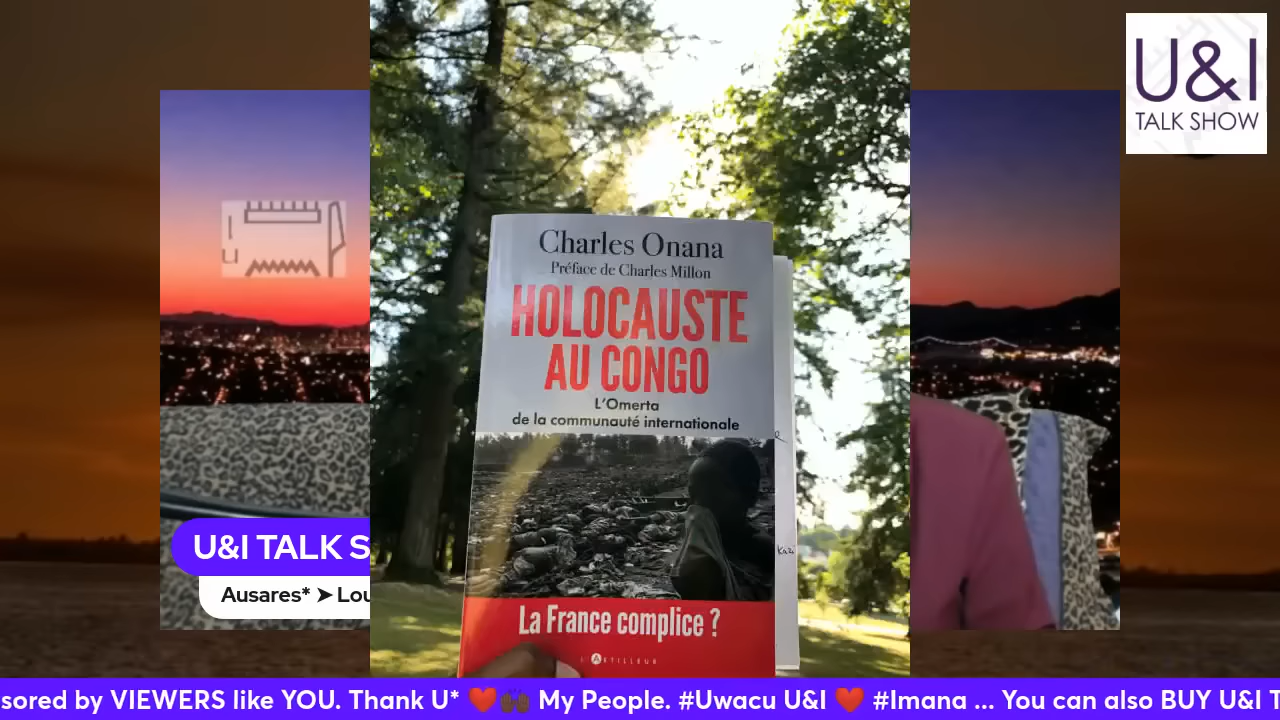 U&I
TALK SHOW
Charles Onana
Préface de Charles Millon
HOLOCAUSTE
AU CONGO
L'Omerta
de la communauté internationale
La France complice ?
L'ARTILLEUR
U&I TALK S
Ausares* ➤ Lou
sored by VIEWERS like YOU. Thank U* ❤️🙌🏿 My People. #Uwacu U&I ❤️ #Imana ... You can also BUY U&I T